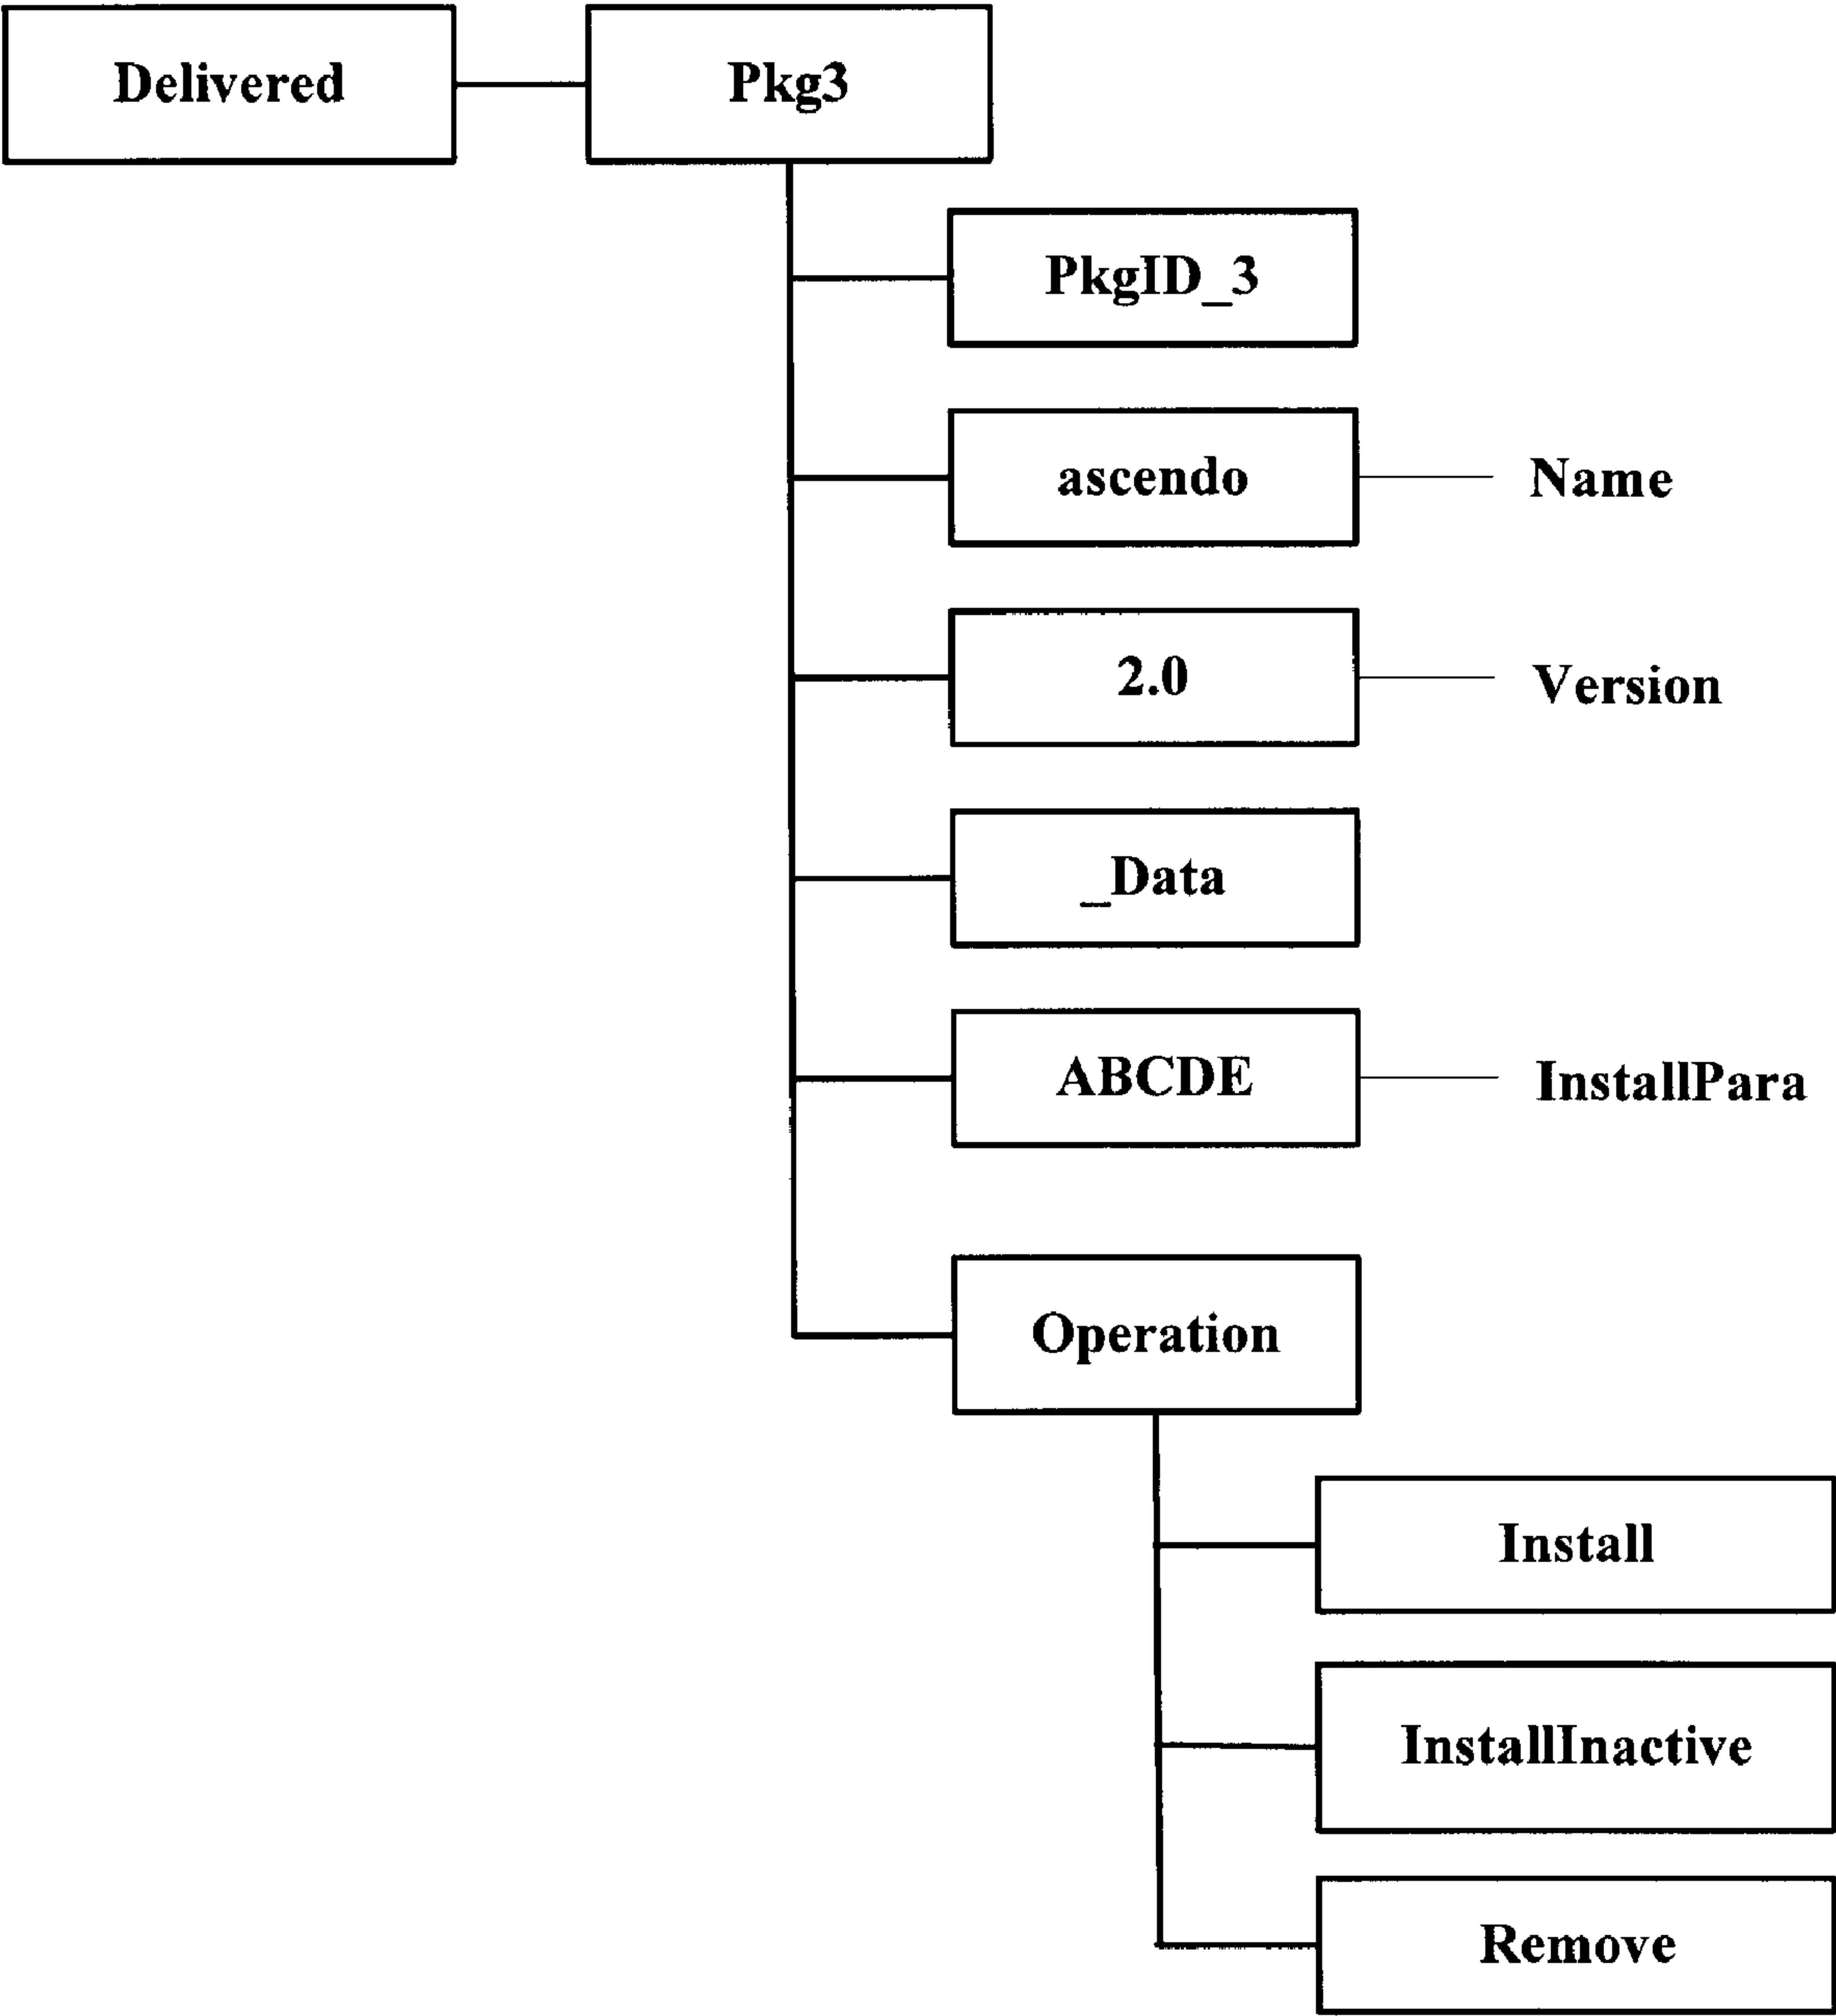 Delivered
Pkg3
PkgID_3
ascendo
Name
2.0
Version
_Data
ABCDE
InstallPara
Operation
Install
InstallInactive
Remove